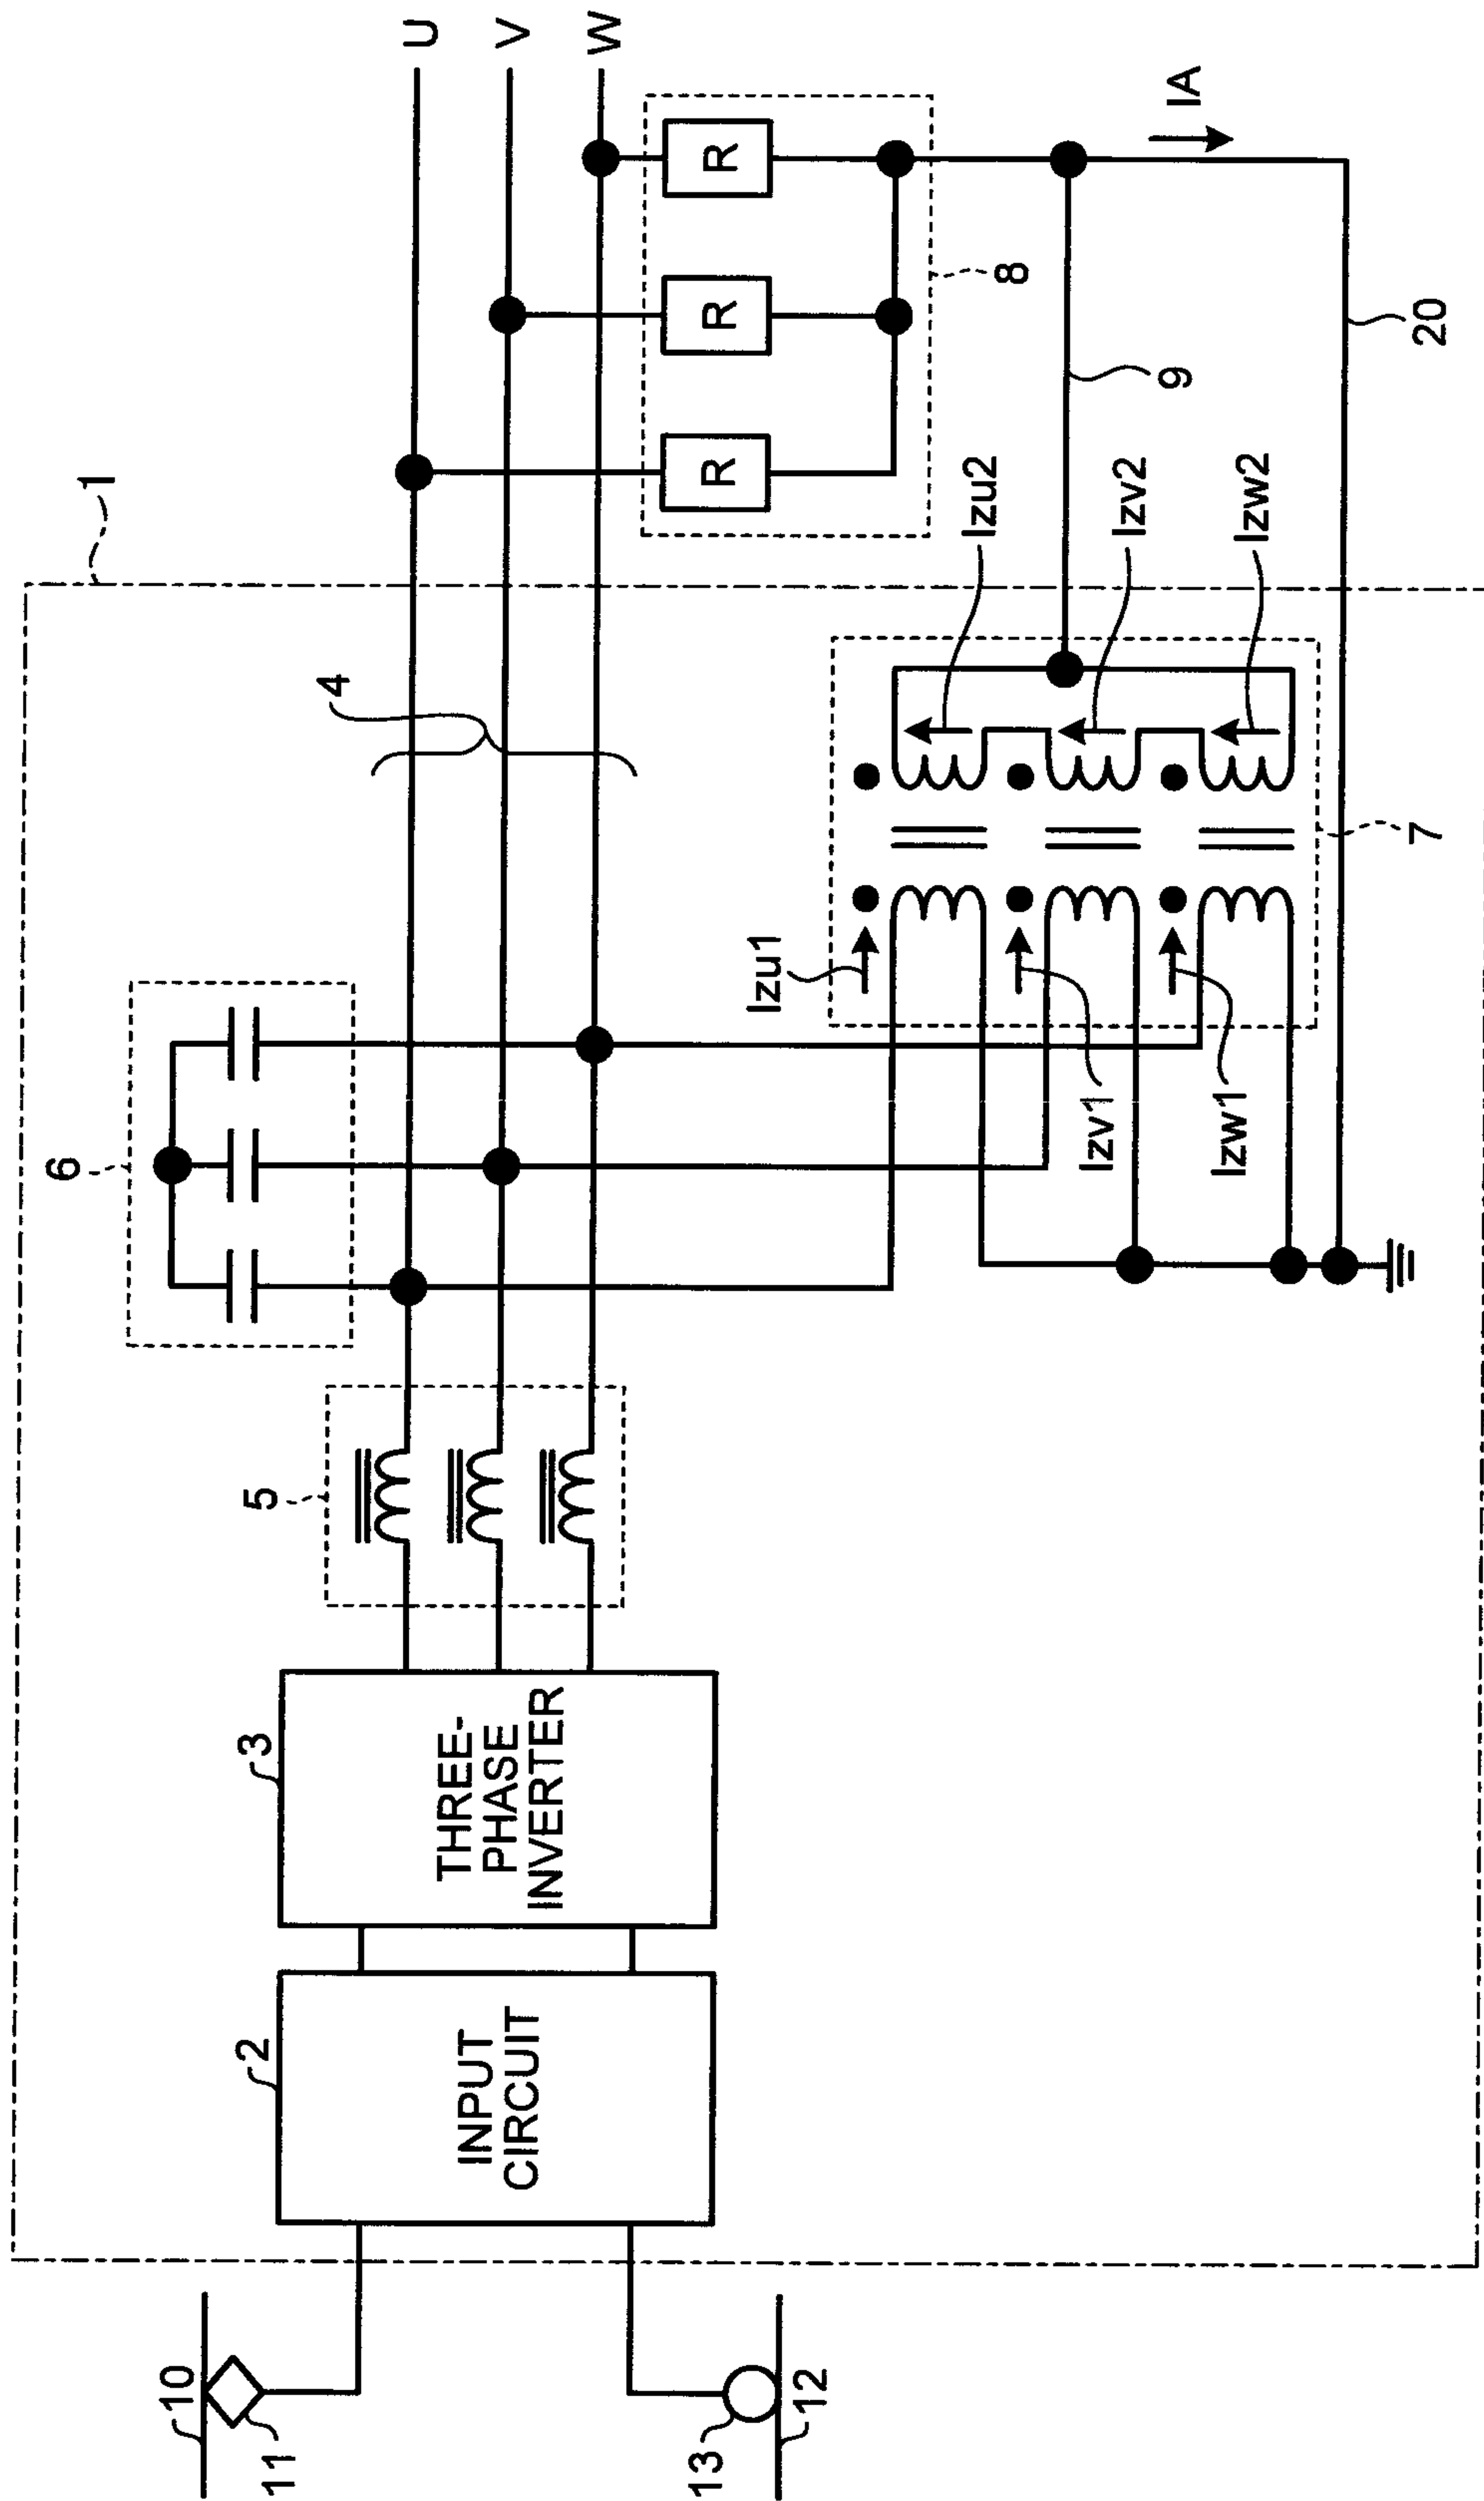 1
10
11
12
13
2
INPUT
CIRCUIT
3
THREE-
PHASE
INVERTER
5
6
4
U
V
W
R
R
R
8
9
IA
20
Izu1
Izv1
Izw1
Izu2
Izv2
Izw2
7